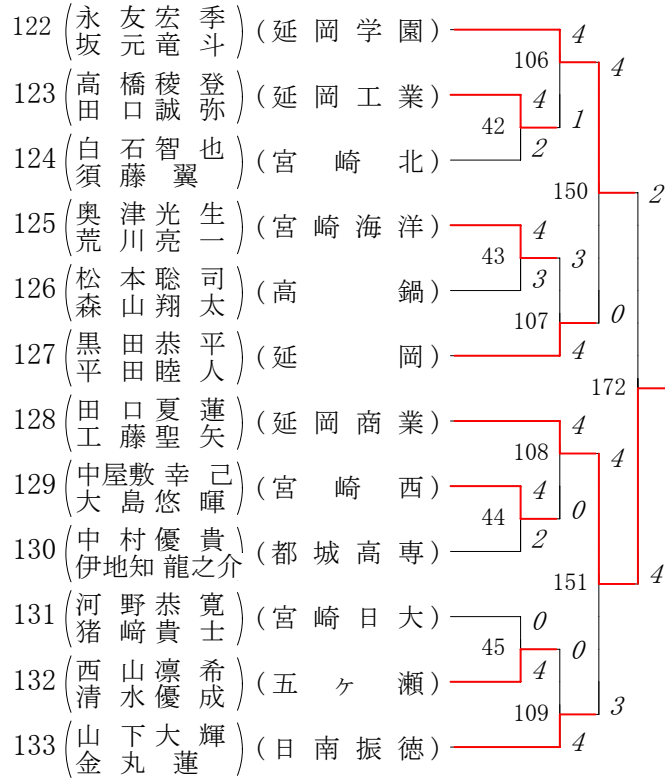 122 (永友宏季 坂元竜斗) (延岡学園) 4
106 4
123 (高橋稜登 田口誠弥) (延岡工業) 4 1
42 2
124 (白石智也 須藤翼) (宮崎北)
150 2
125 (奥津光生 荒川亮一) (宮崎海洋) 4
43 3 3
126 (松本聡司 森山翔太) (高鍋)
107 0
127 (黒田恭平 平田睦人) (延岡) 4
172
128 (田口夏蓮 工藤聖矢) (延岡商業) 4
108 4
129 (中屋敷幸己 大島悠暉) (宮崎西) 4 0
44 2
130 (中村優貴 伊地知龍之介) (都城高専)
151 4
131 (河野恭寛 猪﨑貴士) (宮崎日大) 0
45 4 0
132 (西山凛希 清水優成) (五ヶ瀬)
109 3
133 (山下大輝 金丸蓮) (日南振徳) 4